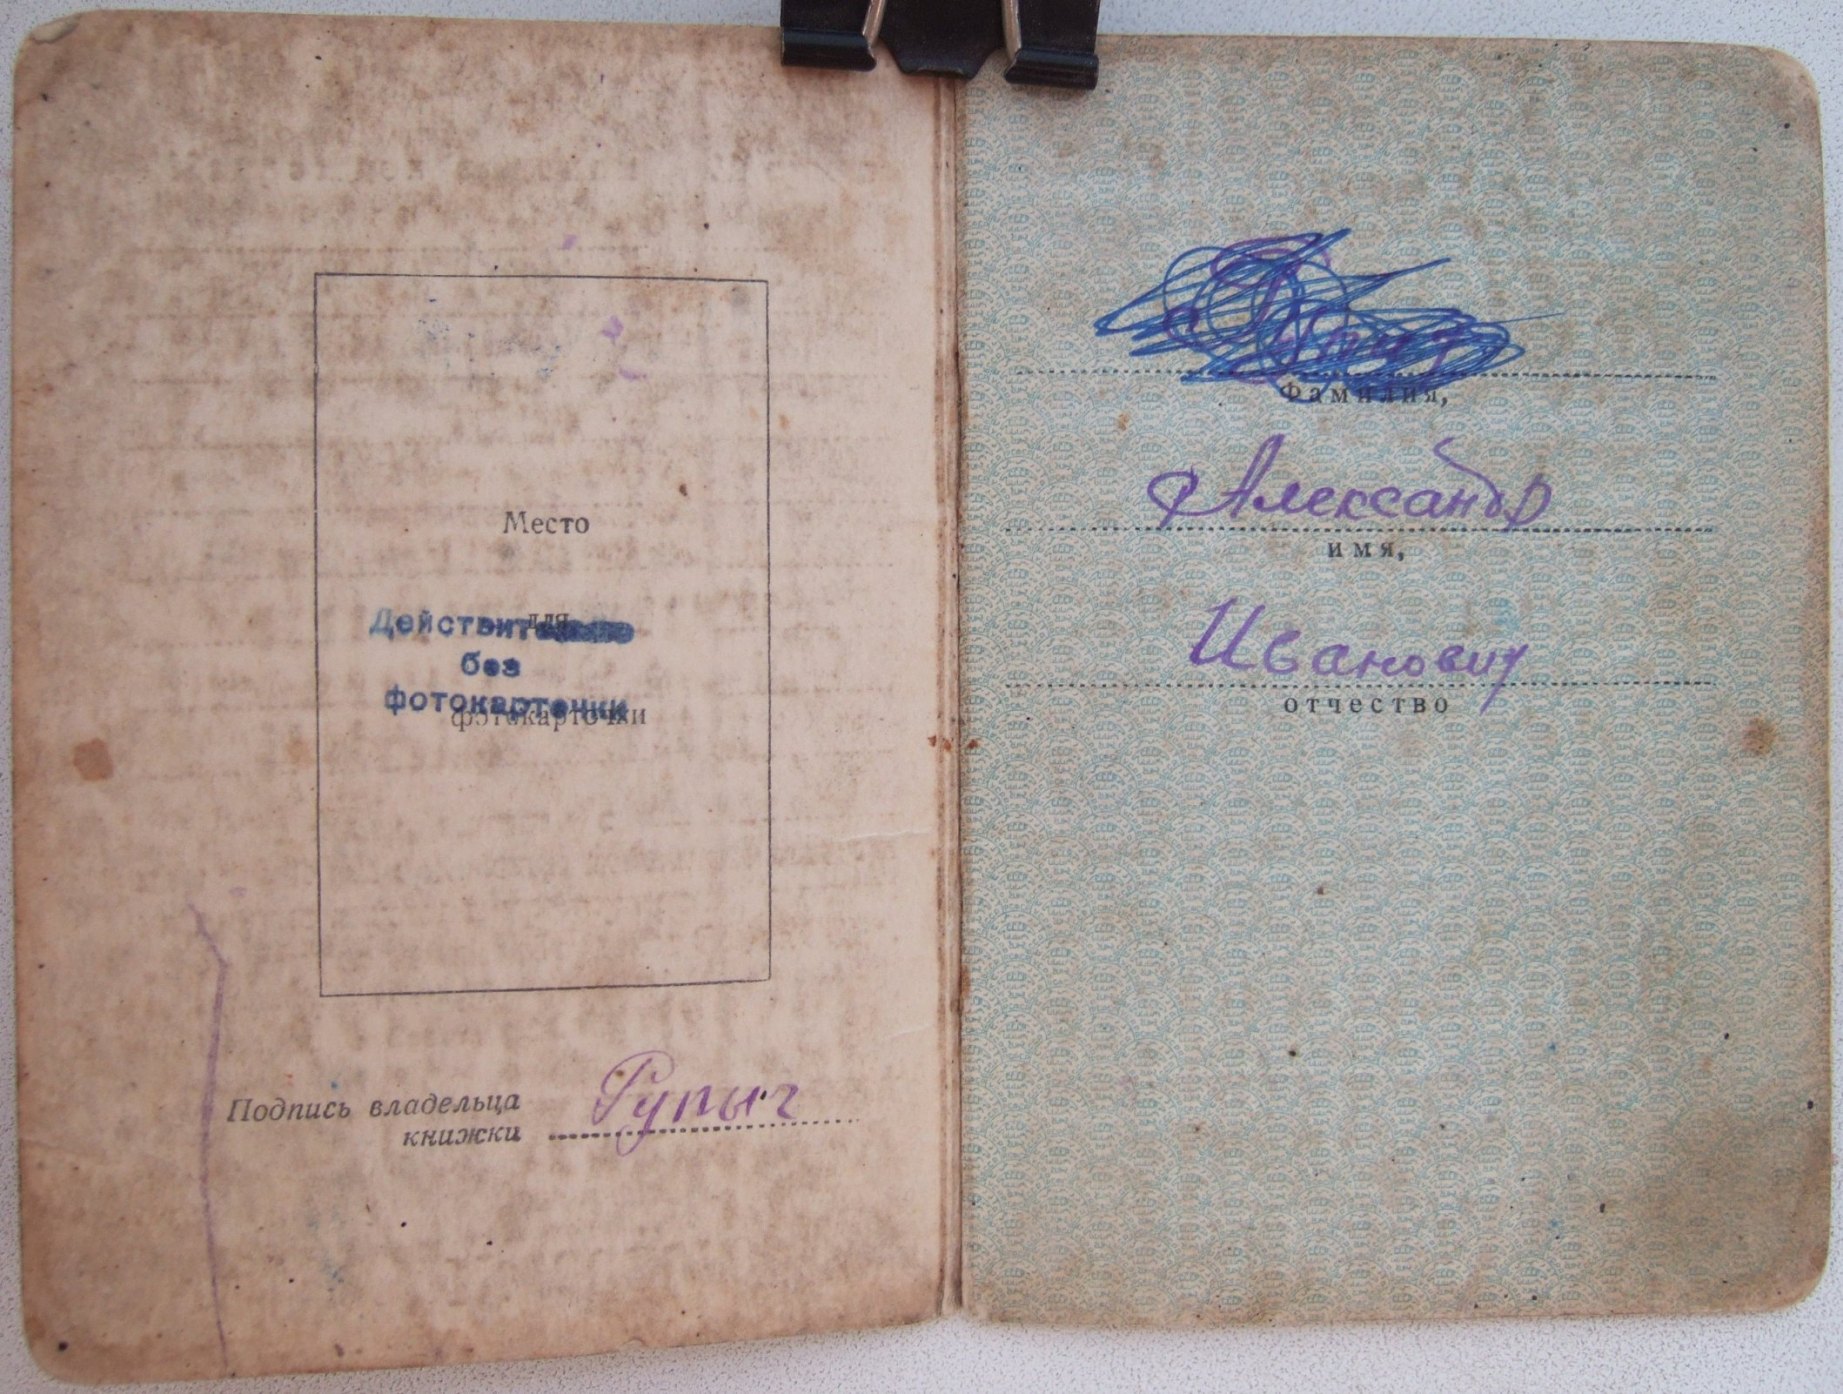 Место
для
Действительно
без
фотокарточки
фотокарточки
Подпись владельца
книжки
Фамилия,
Александр
имя,
Иванович
отчество